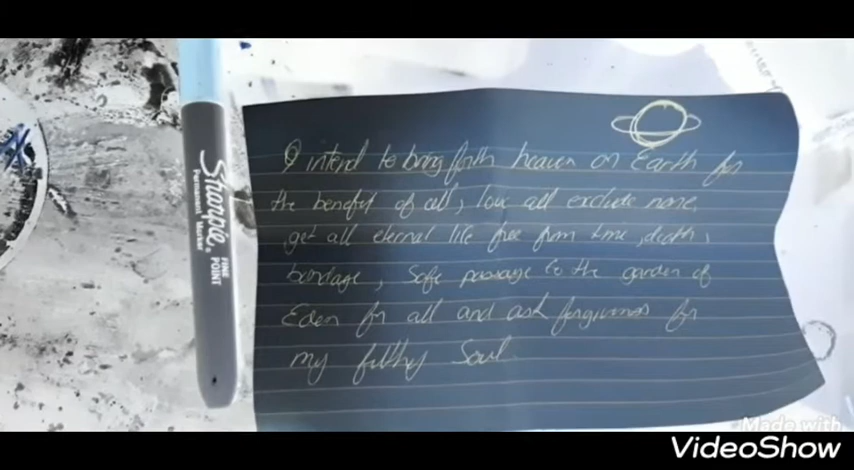 I intend to bring forth heaven on Earth for
the benefit of all, love all exclude none,
get all eternal life free from time, death,
bondage, Safe passage to the garden of
Eden for all and ask forgiveness for
my filthy Soul.
Sharpie
Permanent Marker
FINE
POINT
Made with
VideoShow